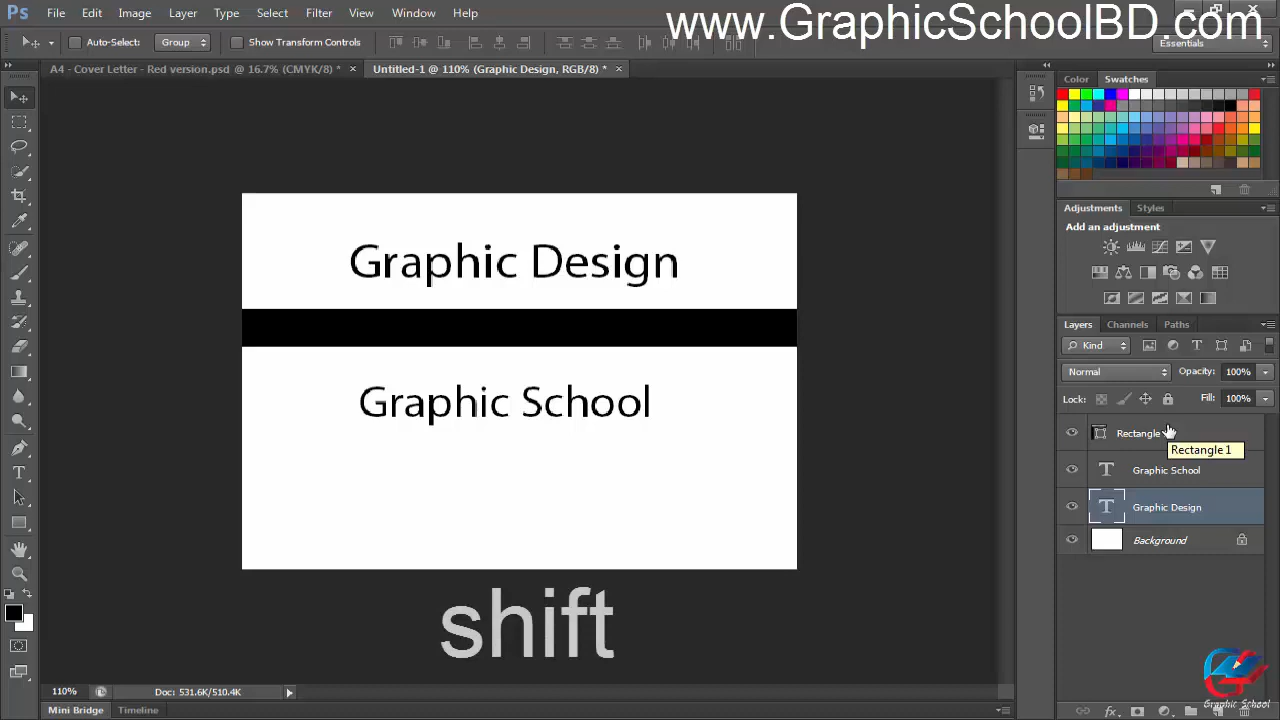 Ps File Edit Image Layer Type Select Filter View Window Help
www.GraphicSchoolBD.com
Auto-Select: Group Show Transform Controls
Essentials
A4 - Cover Letter - Red version.psd @ 16.7% (CMYK/8) * × Untitled-1 @ 110% (Graphic Design, RGB/8) * ×
Color Swatches
Adjustments Styles
Add an adjustment
Graphic Design
Graphic School
Layers Channels Paths
Kind
Normal Opacity: 100%
Lock: Fill: 100%
Rectangle
Rectangle 1
Graphic School
Graphic Design
Background
shift
110% Doc: 531.6K/510.4K
Mini Bridge Timeline
fx
Graphic School